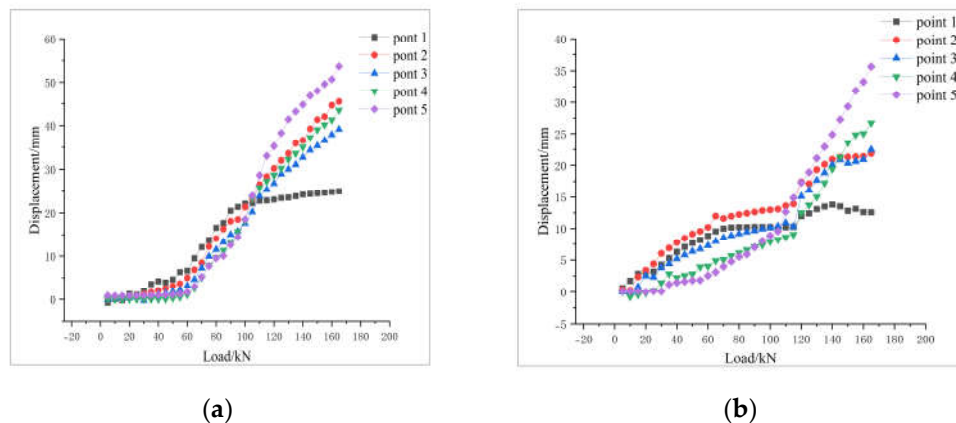 60
50
40
30
20
10
0
Displacement/mm
-20 0 20 40 60 80 100 120 140 160 180 200
Load/kN
pont 1
pont 2
pont 3
pont 4
pont 5
(a)
40
35
30
25
20
15
10
5
0
-5
Displacement/mm
-20 0 20 40 60 80 100 120 140 160 180 200
Load/kN
point 1
point 2
point 3
point 4
point 5
(b)